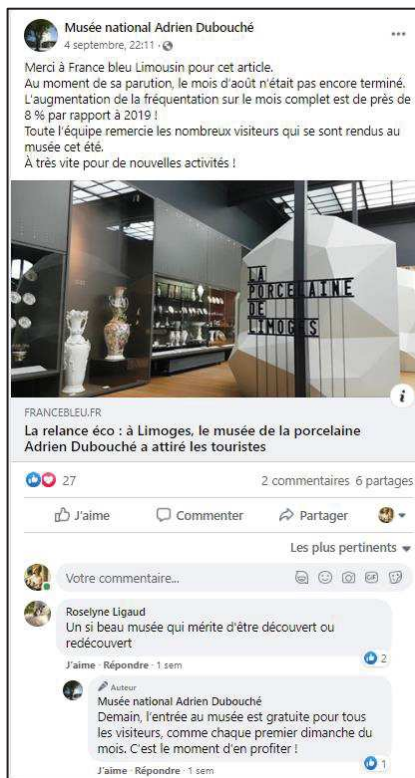 Musée national Adrien Dubouché
4 septembre, 22:11 ·
Merci à France bleu Limousin pour cet article.
Au moment de sa parution, le mois d'août n'était pas encore terminé.
L'augmentation de la fréquentation sur le mois complet est de près de
8 % par rapport à 2019 !
Toute l'équipe remercie les nombreux visiteurs qui se sont rendus au
musée cet été.
À très vite pour de nouvelles activités !
LA
PORCELAINE
DE
LIMOGES
i
FRANCEBLEU.FR
La relance éco : à Limoges, le musée de la porcelaine
Adrien Dubouché a attiré les touristes
27
2 commentaires 6 partages
J'aime
Commenter
Partager
Les plus pertinents
Votre commentaire...
GIF
Roselyne Ligaud
Un si beau musée qui mérite d'être découvert ou
redécouvert
2
J'aime · Répondre · 1 sem
Auteur
Musée national Adrien Dubouché
Demain, l'entrée au musée est gratuite pour tous
les visiteurs, comme chaque premier dimanche du
mois. C'est le moment d'en profiter !
1
J'aime · Répondre · 1 sem